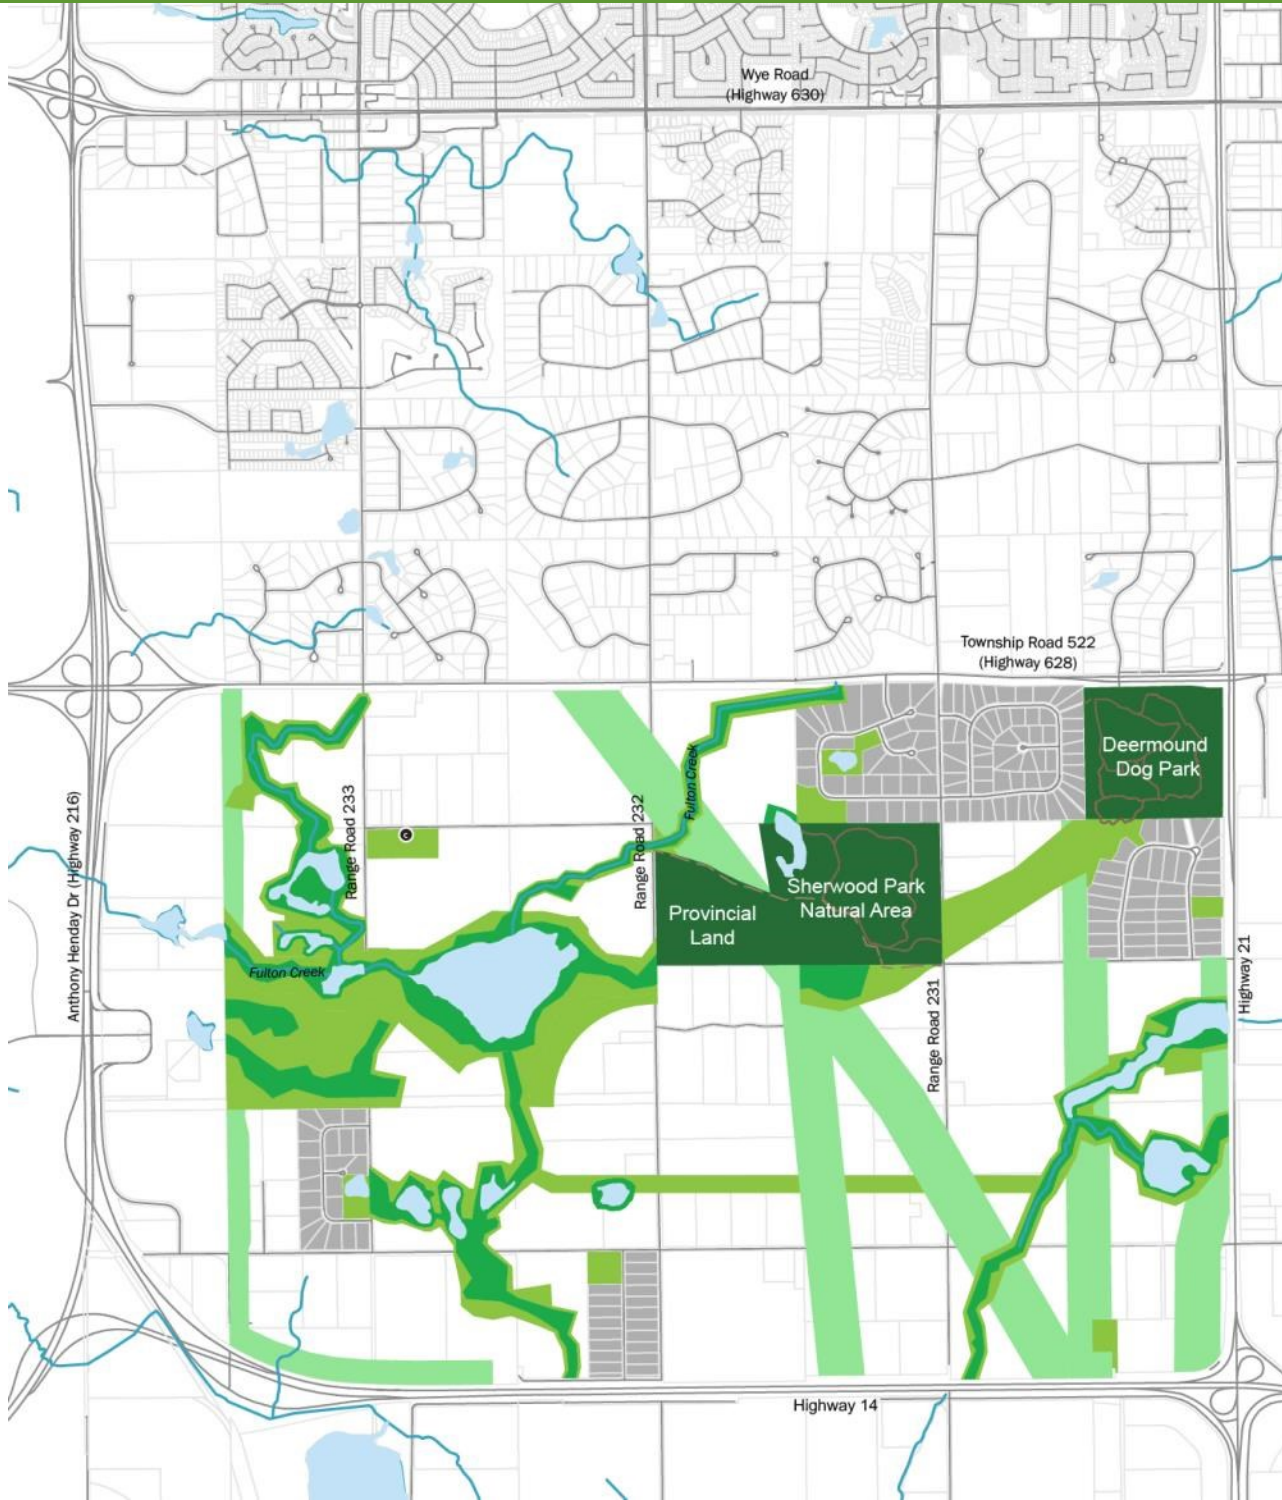 Wye Road
(Highway 630)
Township Road 522
(Highway 628)
Deermound
Dog Park
Fulton Creek
Anthony Henday Dr (Highway 216)
Range Road 233
Range Road 232
C
Sherwood Park
Natural Area
Provincial
Land
Fulton Creek
Range Road 231
Highway 21
Highway 14